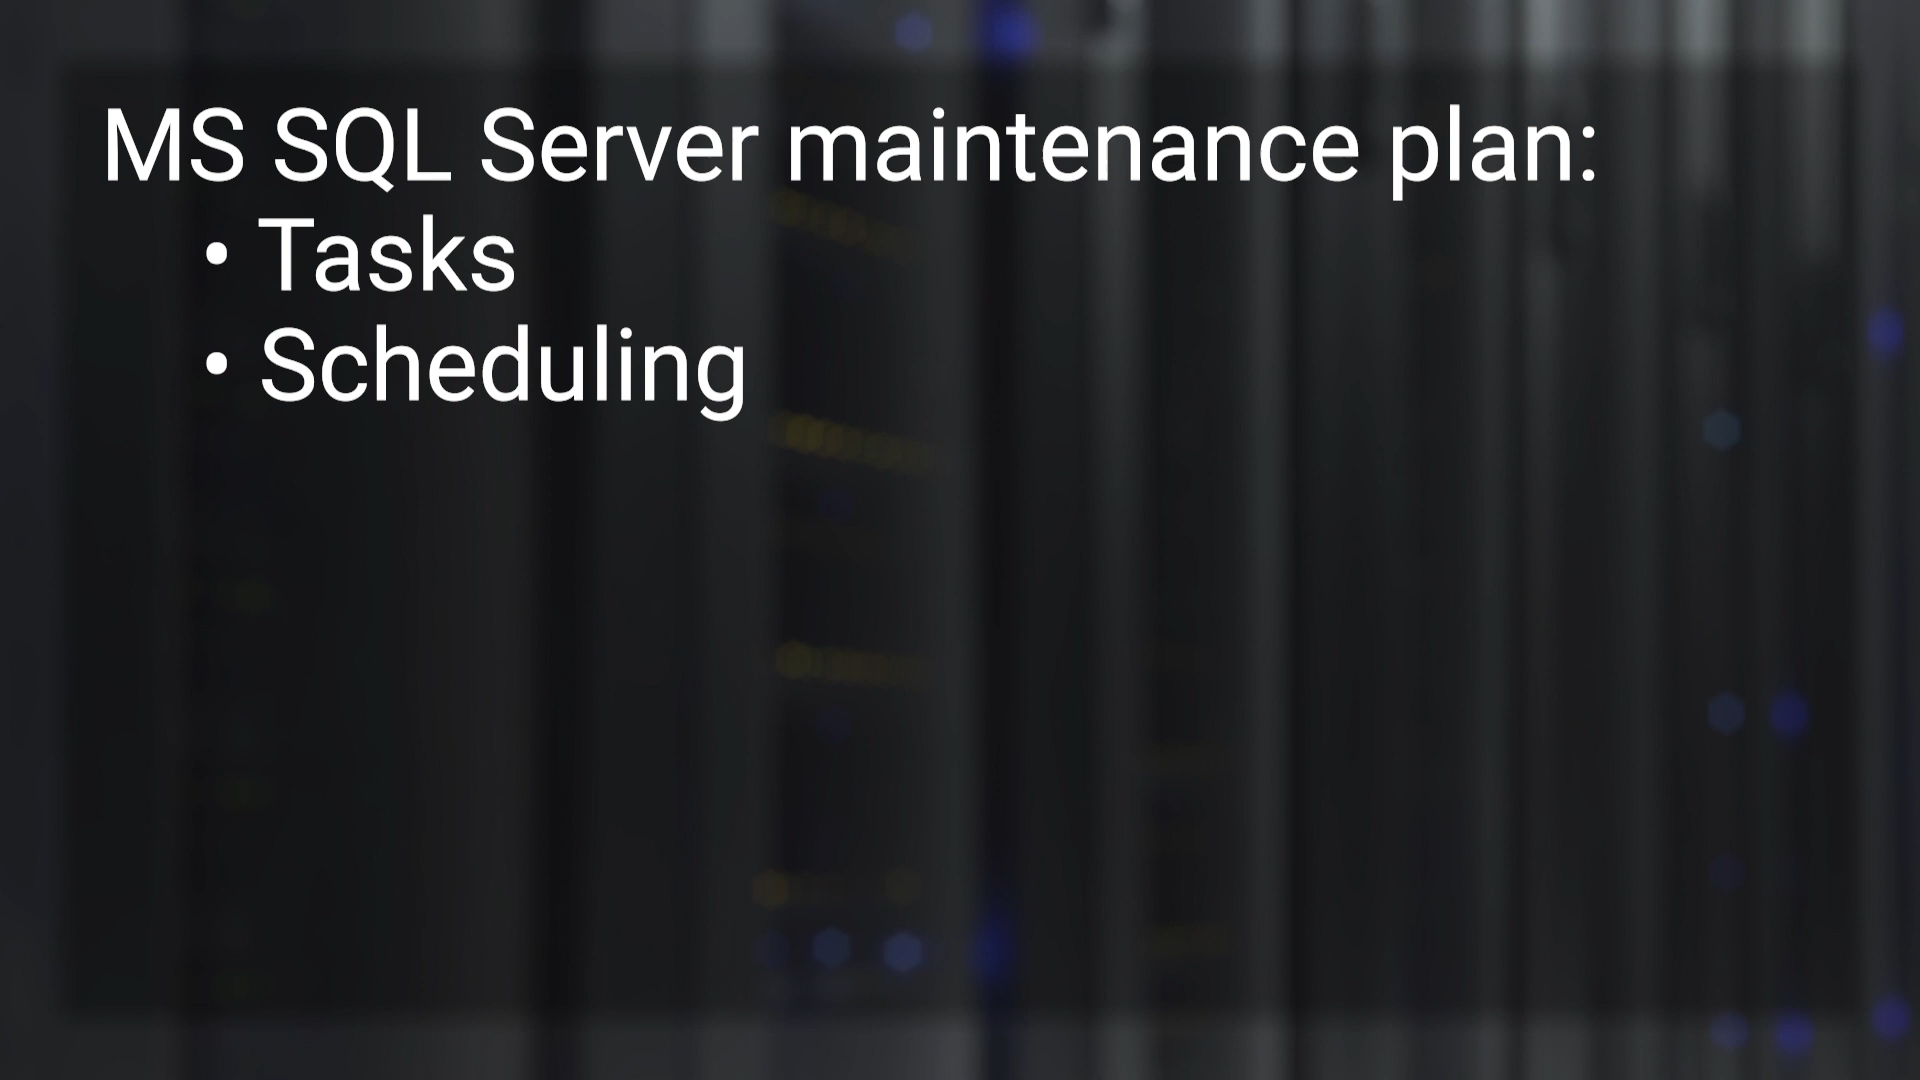 MS SQL Server maintenance plan:
• Tasks
• Scheduling